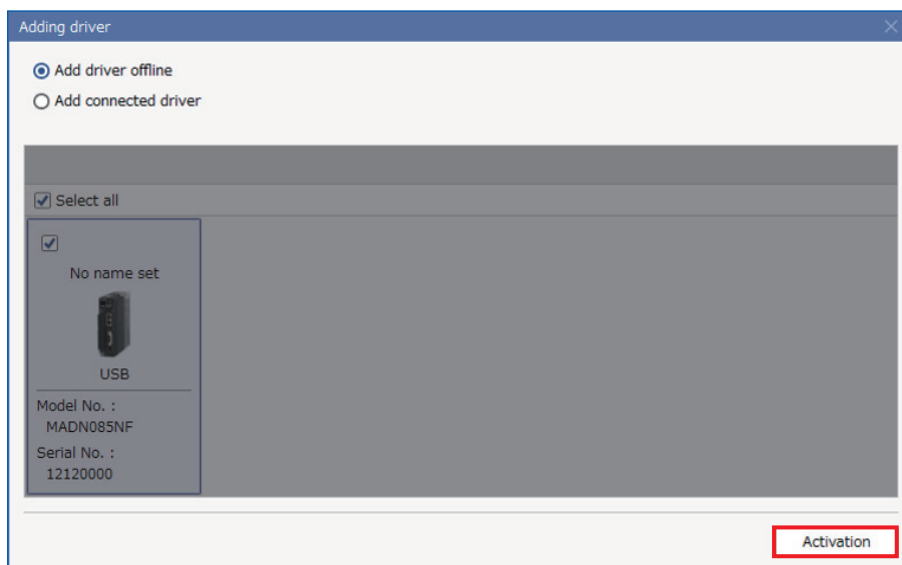 Adding driver
Add driver offline
Add connected driver
Select all
No name set
USB
Model No. :
MADN085NF
Serial No. :
12120000
Activation